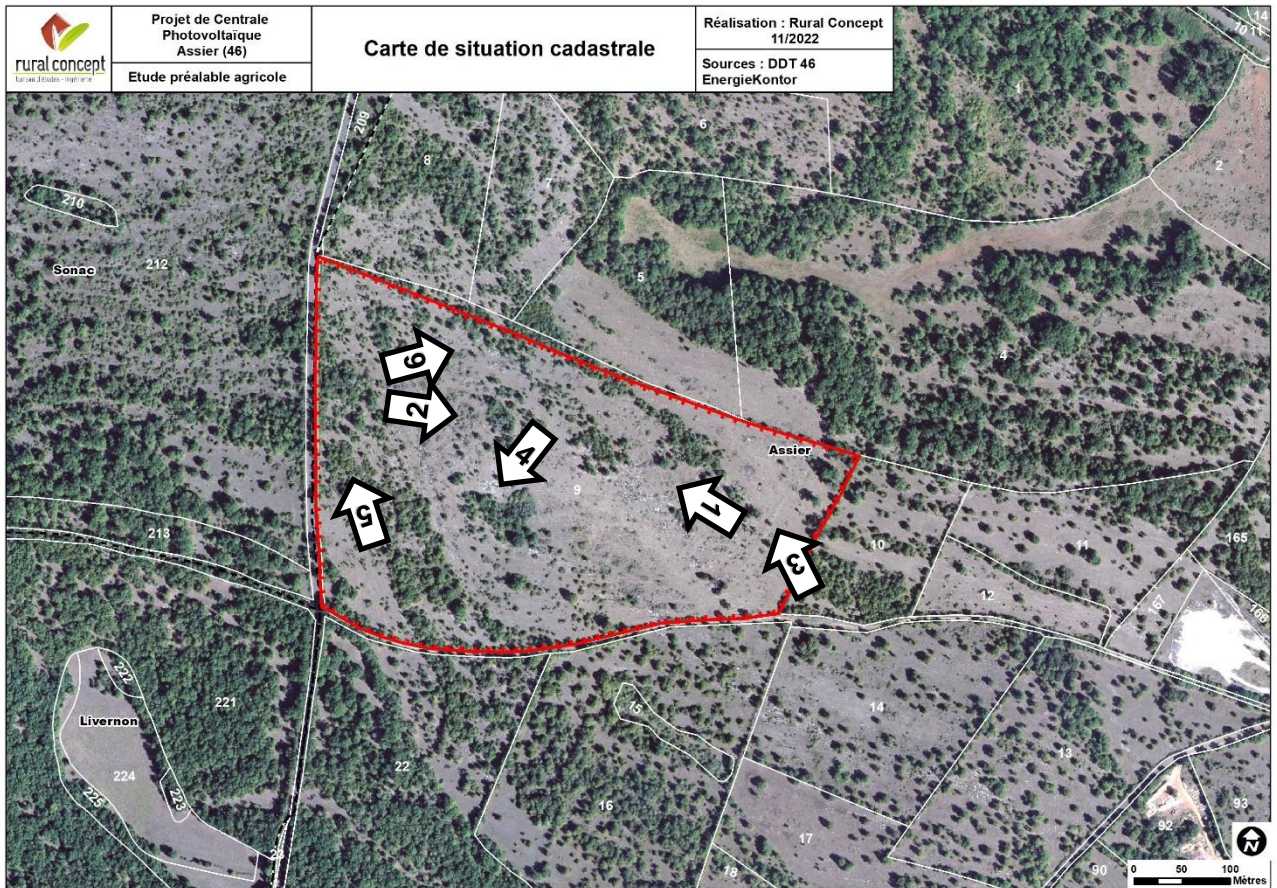 rural concept
bureau d'études - ingénierie
Projet de Centrale
Photovoltaïque
Assier (46)
Etude préalable agricole
Carte de situation cadastrale
Réalisation : Rural Concept
11/2022
Sources : DDT 46
EnergieKontor
14
10
11
209
1
6
8
7
2
210
212
Sonac
5
4
6
2
4
Assier
9
1
5
3
213
10
11
165
12
167
166
222
221
Livernon
15
14
13
224
22
223
225
16
17
93
92
18
90
N
0 50 100
Mètres